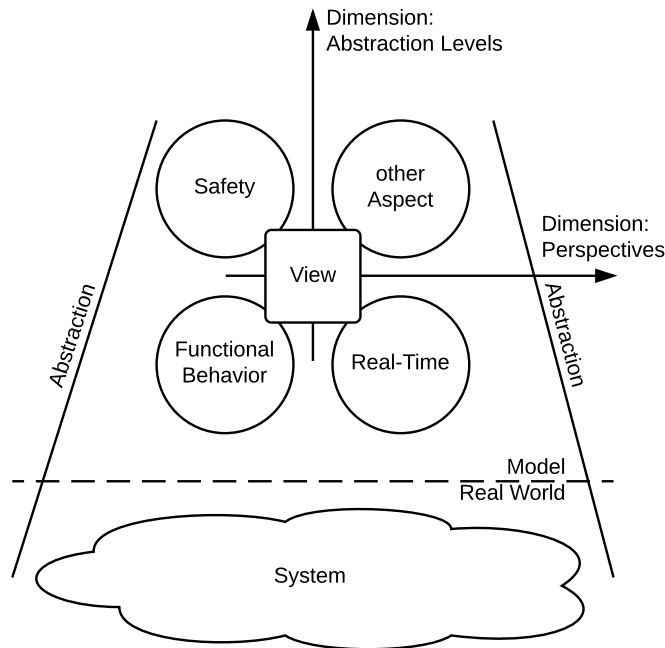 Dimension:
Abstraction Levels
Safety
other
Aspect
Dimension:
Perspectives
View
Abstraction
Abstraction
Functional
Behavior
Real-Time
Model
Real World
System